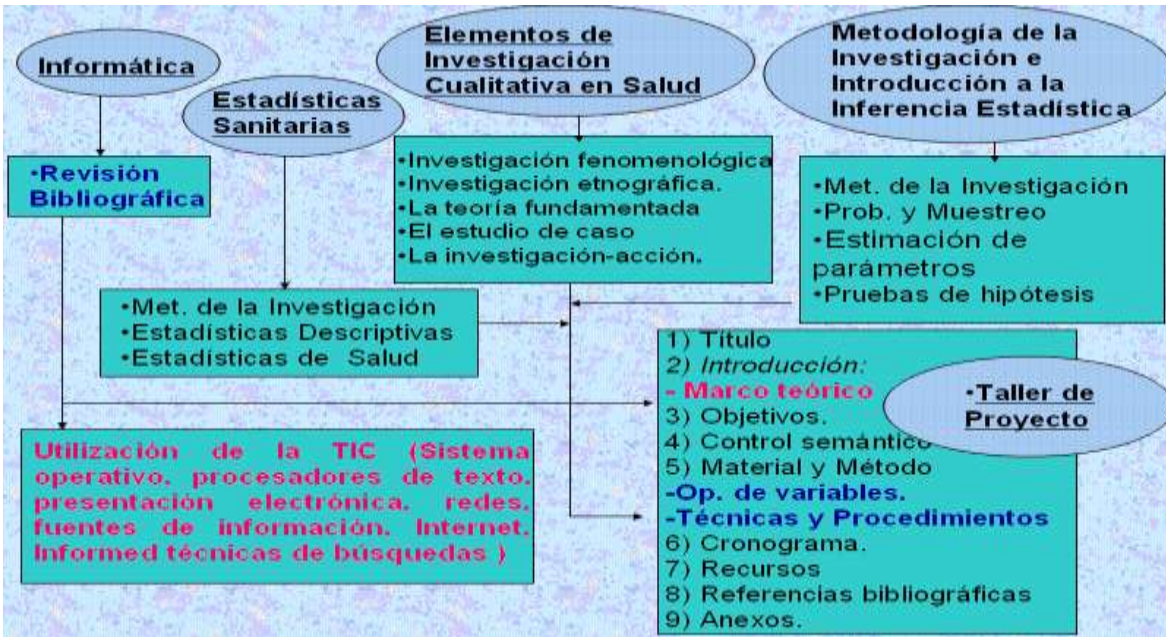 Informática
Estadísticas
Sanitarias
Elementos de
Investigación
Cualitativa en Salud
Metodología de la
Investigación e
Introducción a la
Inferencia Estadística
•Revisión
Bibliográfica
•Investigación fenomenológica
•Investigación etnográfica.
•La teoría fundamentada
•El estudio de caso
•La investigación-acción.
•Met. de la Investigación
•Prob. y Muestreo
•Estimación de
parámetros
•Pruebas de hipótesis
•Met. de la Investigación
•Estadísticas Descriptivas
•Estadísticas de Salud
Utilización de la TIC (Sistema
operativo, procesadores de texto,
presentación electrónica, redes,
fuentes de información, Internet,
Informed técnicas de búsquedas )
1) Título
2) Introducción:
- Marco teórico
3) Objetivos.
4) Control semántico
5) Material y Método
-Op. de variables.
-Técnicas y Procedimientos
6) Cronograma.
7) Recursos
8) Referencias bibliográficas
9) Anexos.
•Taller de
Proyecto